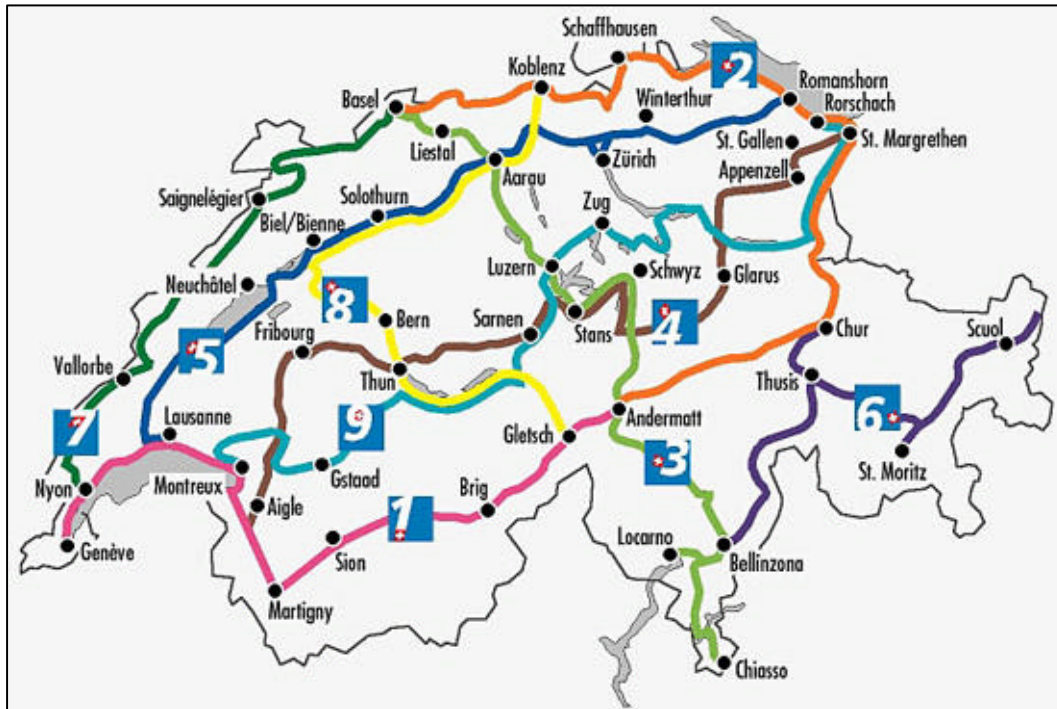 Schaffhausen
Koblenz
2
Romanshorn
Basel
Winterthur
Rorschach
Liestal
Zürich
St. Gallen
St. Margrethen
Aarau
Appenzell
Saignelégier
Solothurn
Zug
Biel/Bienne
Luzern
Schwyz
Glarus
Neuchâtel
8
Bern
Sarnen
Stans
4
Chur
Scuol
Fribourg
5
Vallorbe
Thun
Thusis
6
Lausanne
9
Andermatt
7
Gletsch
St. Moritz
Nyon
Montreux
Gstaad
3
Aigle
Brig
1
Genève
Sion
Locarno
Bellinzona
Martigny
Chiasso